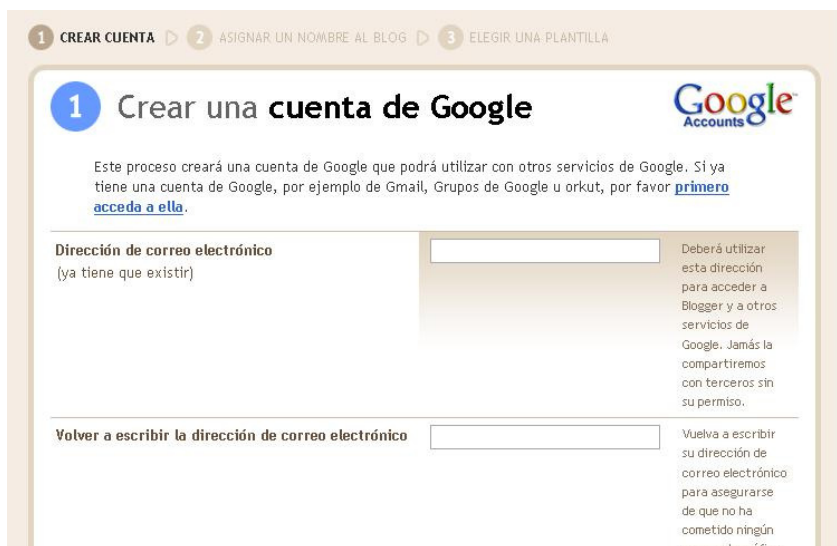 1 CREAR CUENTA 2 ASIGNAR UN NOMBRE AL BLOG 3 ELEGIR UNA PLANTILLA
1 Crear una cuenta de Google
Google
Accounts
Este proceso creará una cuenta de Google que podrá utilizar con otros servicios de Google. Si ya
tiene una cuenta de Google, por ejemplo de Gmail, Grupos de Google u orkut, por favor primero
acceda a ella.
Dirección de correo electrónico
(ya tiene que existir)
Deberá utilizar
esta dirección
para acceder a
Blogger y a otros
servicios de
Google. Jamás la
compartiremos
con terceros sin
su permiso.
Volver a escribir la dirección de correo electrónico
Vuelva a escribir
su dirección de
correo electrónico
para asegurarse
de que no ha
cometido ningún